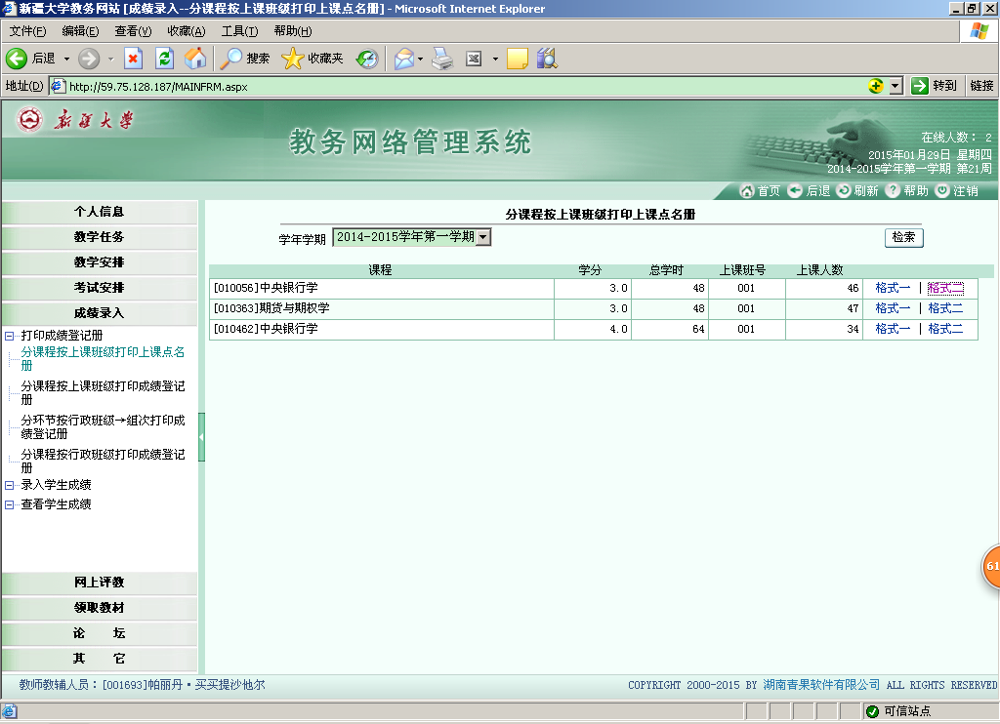 新疆大学教务网站 [成绩录入--分课程按上课班级打印上课点名册] - Microsoft Internet Explorer
文件(F) 编辑(E) 查看(V) 收藏(A) 工具(T) 帮助(H)
后退 搜索 收藏夹
地址(D) http://59.75.128.187/MAINFRM.aspx 转到 链接
新疆大学
教务网络管理系统
在线人数： 2
2015年01月29日 星期四
2014-2015学年第一学期 第21周
首页 后退 刷新 帮助 注销
个人信息
教学任务
教学安排
考试安排
成绩录入
打印成绩登记册
分课程按上课班级打印上课点名
册
分课程按上课班级打印成绩登记
册
分环节按行政班级→组次打印成
绩登记册
分课程按行政班级打印成绩登记
册
录入学生成绩
查看学生成绩
网上评教
领取教材
论 坛
其 它
分课程按上课班级打印上课点名册
学年学期 2014-2015学年第一学期 检索
课程 学分 总学时 上课班号 上课人数
[010056]中央银行学 3.0 48 001 46 格式一 | 格式二
[010363]期货与期权学 3.0 48 001 47 格式一 | 格式二
[010462]中央银行学 4.0 64 001 34 格式一 | 格式二
61
教师教辅人员：[001693]帕丽丹·买买提沙地尔 COPYRIGHT 2000-2015 BY 湖南青果软件有限公司 ALL RIGHTS RESERVED
可信站点